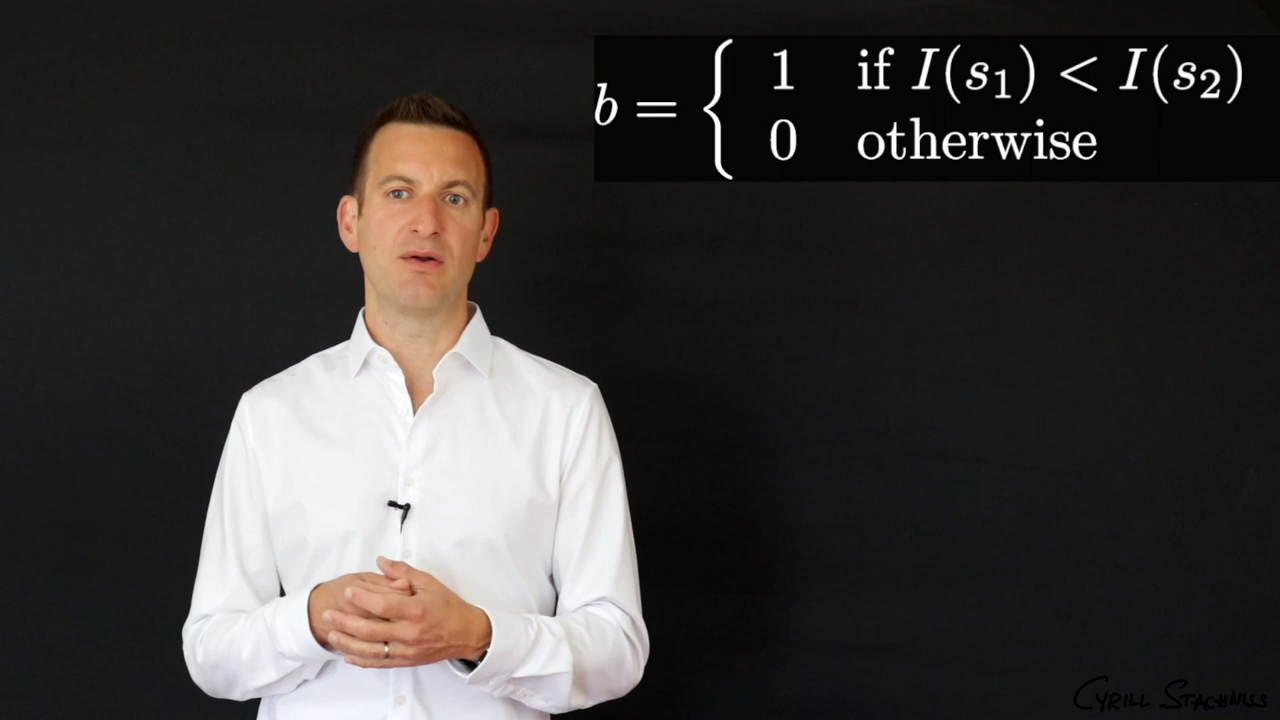 b = { 1 if I(s₁) < I(s₂)
0 otherwise
CYRILL STACHNISS